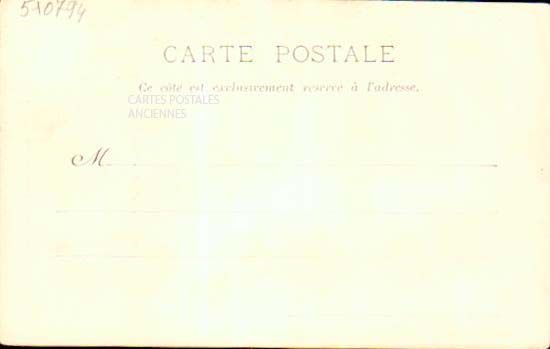 510794
CARTE POSTALE
Ce côté est exclusivement réservé à l'adresse.
CARTES POSTALES
ANCIENNES
M